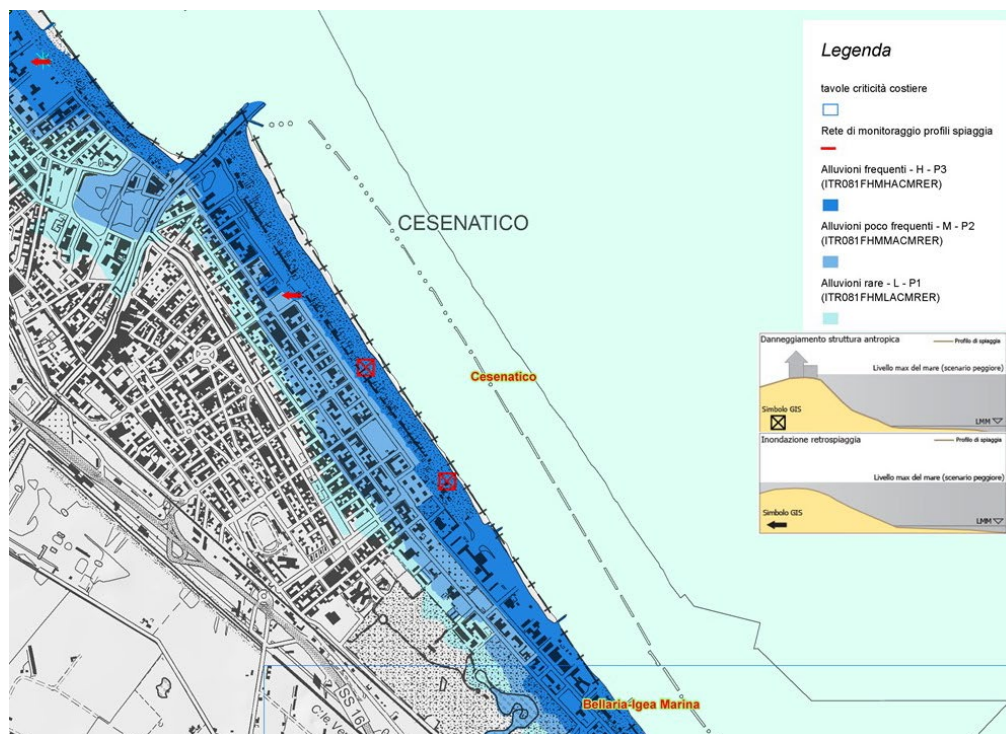 CESENATICO
Cesenatico
Bellaria-Igea Marina
SS 16
C'le, Ve
Legenda
tavole criticità costiere
Rete di monitoraggio profili spiaggia
Alluvioni frequenti - H - P3
(ITR081FHMHACMRER)
Alluvioni poco frequenti - M - P2
(ITR081FHMMACMRER)
Alluvioni rare - L - P1
(ITR081FHMLACMRER)
Danneggiamento struttura antropica
Profilo di spiaggia
Livello max del mare (scenario peggiore)
Simbolo GIS
LMM
Inondazione retrospiaggia
Profilo di spiaggia
Livello max del mare (scenario peggiore)
Simbolo GIS
LMM